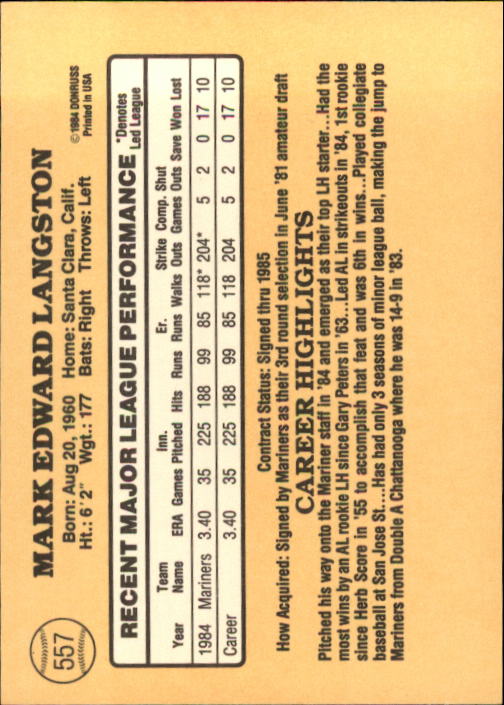 557
MARK EDWARD LANGSTON
Born: Aug 20, 1960 Home: Santa Clara, Calif.
Ht.: 6' 2" Wgt.: 177 Bats: Right Throws: Left
©1984 DONRUSS
Printed in USA
RECENT MAJOR LEAGUE PERFORMANCE
*Denotes
Led League
Team Inn. Er. Strike Comp. Shut
Year Name ERA Games Pitched Hits Runs Runs Walks Outs Games Outs Save Won Lost
1984 Mariners 3.40 35 225 188 99 85 118* 204* 5 2 0 17 10
Career 3.40 35 225 188 99 85 118 204 5 2 0 17 10
Contract Status: Signed thru 1985
How Acquired: Signed by Mariners as their 3rd round selection in June '81 amateur draft
CAREER HIGHLIGHTS
Pitched his way onto the Mariner staff in '84 and emerged as their top LH starter...Had the
most wins by an AL rookie LH since Gary Peters in '63...Led AL in strikeouts in '84, 1st rookie
since Herb Score in '55 to accomplish that feat and was 6th in wins...Played collegiate
baseball at San Jose St....Has had only 3 seasons of minor league ball, making the jump to
Mariners from Double A Chattanooga where he was 14-9 in '83.